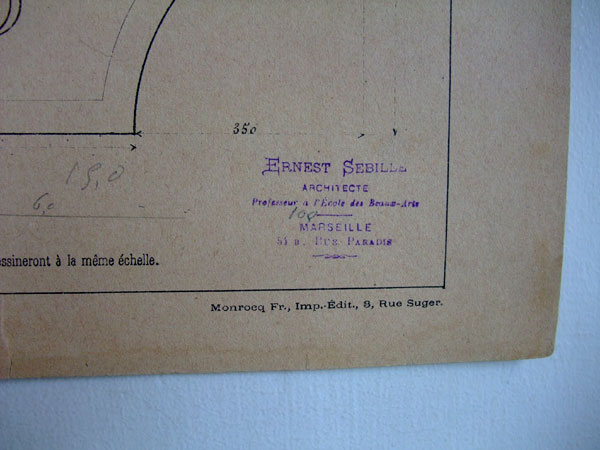 350
ERNEST SEBILLE
ARCHITECTE
Professeur à l'École des Beaux-Arts
100
MARSEILLE
51 B, RUE PARADIS
15,0
6,0
ssineront à la même échelle.
Monrocq Fr., Imp.-Édit., 3, Rue Suger.